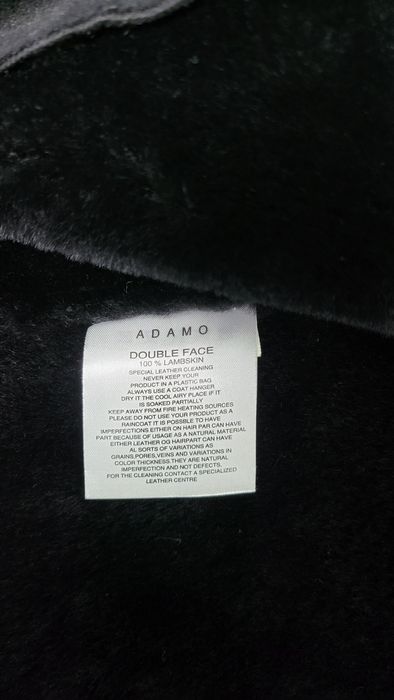 ADAMO
DOUBLE FACE
100 % LAMBSKIN
SPECIAL LEATHER CLEANING
NEVER KEEP YOUR
PRODUCT IN A PLASTIC BAG
ALWAYS USE A COAT HANGER
DRY IT THE COOL AIRY PLACE IF IT
IS SOAKED PARTIALLY
KEEP AWAY FROM FIRE HEATING SOURCES
PLEASE DO NOT USE YOUR PRODUCT AS A
RAINCOAT IT IS POSSBLE TO HAVE
IMPERFECTIONS EITHER ON HAIR PAR CAN HAVE
PART BECAUSE OF USAGE AS A NATURAL MATERIAL
EITHER LEATHER OG HAIRPART CAN HAVE
AL SORTS OF VARIATIONS AS
GRAINS,PORES,VEINS AND VARIATIONS IN
COLOR THICKNESS.THEY ARE NATURAL
IMPERFECTION AND NOT DEFECTS.
FOR THE CLEANING CONTACT A SPECIALIZED
LEATHER CENTRE